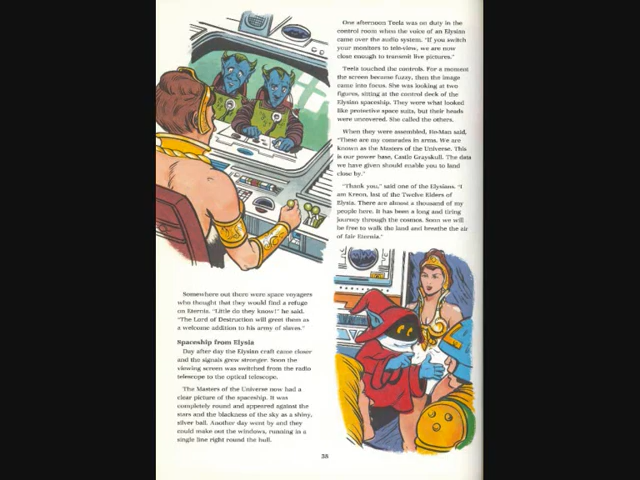 Somewhere out there were space voyagers
who thought that they would find a refuge
on Eternia. "Little do they know!" he said.
"The Lord of Destruction will greet them as
a welcome addition to his army of slaves."
Spaceship from Elysia
Day after day the Elysian craft came closer
and the signals grew stronger. Soon the
viewing screen was switched from the radio
telescope to the optical telescope.
The Masters of the Universe now had a
clear picture of the spaceship. It was
completely round and appeared against the
stars and the blackness of the sky as a shiny,
silver ball. Another day went by and they
could make out the windows, running in a
single line right round the hull.
One afternoon Teela was on duty in the
control room when the voice of an Elysian
came over the audio system. "If you switch
your monitors to tele-view, we are now
close enough to transmit live pictures."
Teela touched the controls. For a moment
the screen became fuzzy, then the image
came into focus. She was looking at two
figures, sitting at the control deck of the
Elysian spaceship. They wore what looked
like protective space suits, but their heads
were uncovered. She called the others.
When they were assembled, He-Man said,
"These are my comrades in arms. We are
known as the Masters of the Universe. This
is our power base, Castle Grayskull. The data
we have given should enable you to land
close by."
"Thank you," said one of the Elysians. "I
am Kreon, last of the Twelve Elders of
Elysia. There are almost a thousand of my
people here. It has been a long and tiring
journey through the cosmos. Soon we will
be free to walk the land and breathe the air
of fair Eternia."
38